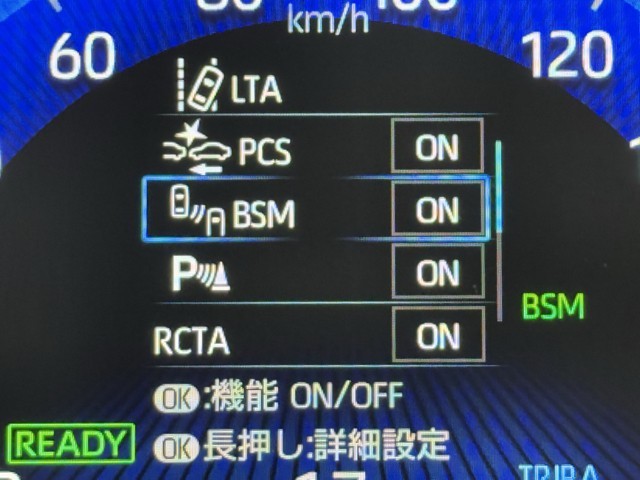 km/h
60
120
LTA
PCS ON
BSM ON
P ON
BSM
RCTA ON
OK:機能 ON/OFF
READY
OK長押し:詳細設定
TRIP A